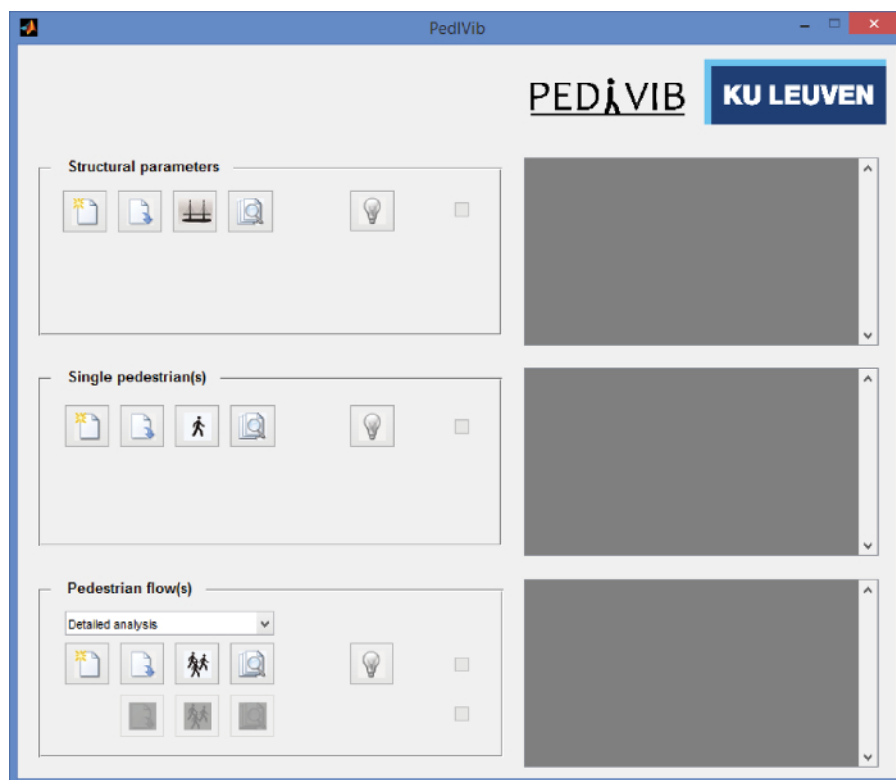 PedIVib
PEDIVIB
KU LEUVEN
Structural parameters
Single pedestrian(s)
Pedestrian flow(s)
Detailed analysis